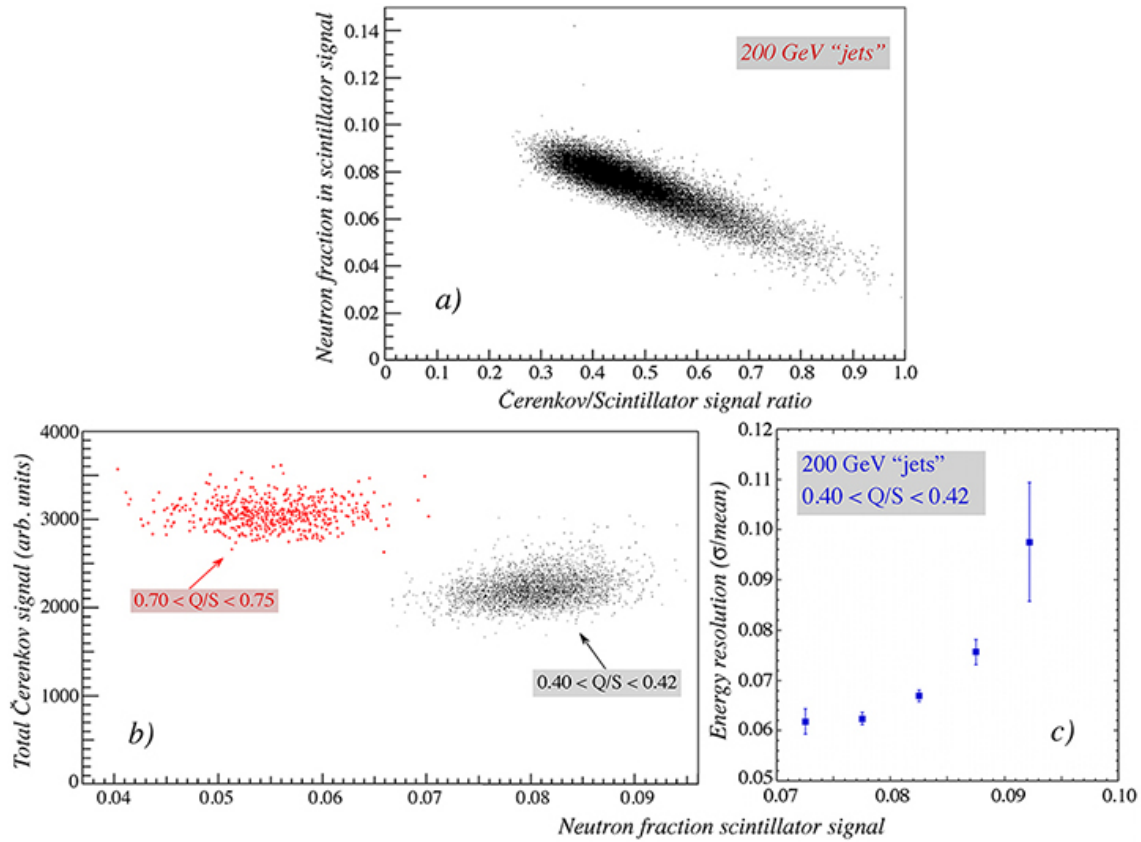 0.14
0.12
0.10
0.08
0.06
0.04
0.02
0
Neutron fraction in scintillator signal
200 GeV “jets”
a)
0 0.1 0.2 0.3 0.4 0.5 0.6 0.7 0.8 0.9 1.0
Čerenkov/Scintillator signal ratio
4000
3000
2000
1000
0
Total Čerenkov signal (arb. units)
0.70 < Q/S < 0.75
0.40 < Q/S < 0.42
b)
0.04 0.05 0.06 0.07 0.08 0.09
0.12
0.11
0.10
0.09
0.08
0.07
0.06
0.05
Energy resolution (σ/mean)
200 GeV “jets”
0.40 < Q/S < 0.42
c)
0.07 0.08 0.09 0.10
Neutron fraction scintillator signal